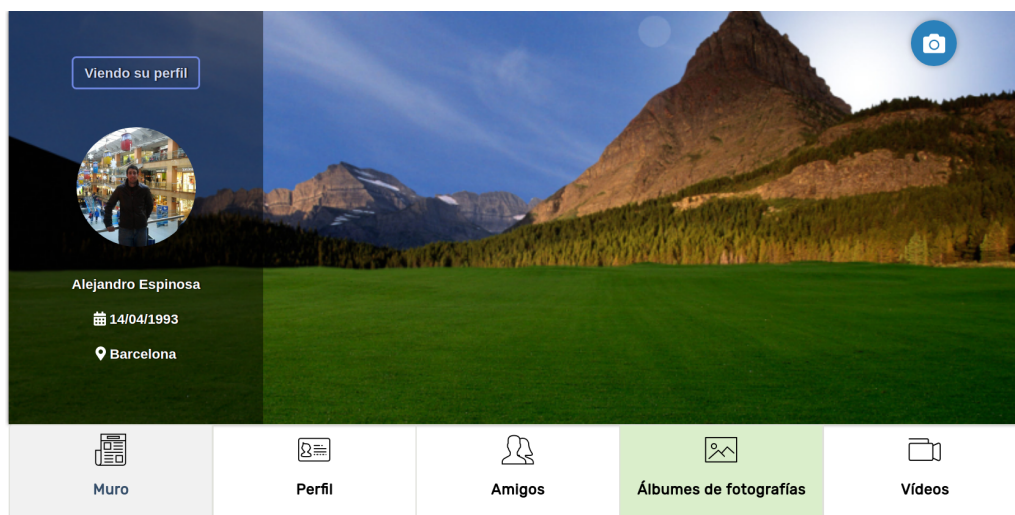 Viendo su perfil
Alejandro Espinosa
14/04/1993
Barcelona
Muro
Perfil
Amigos
Álbumes de fotografías
Vídeos